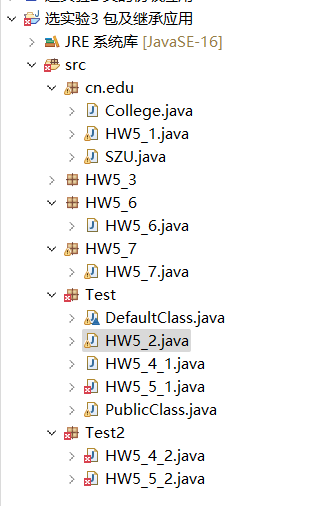 选实验3 包及继承应用
JRE 系统库 [JavaSE-16]
src
cn.edu
College.java
HW5_1.java
SZU.java
HW5_3
HW5_6
HW5_6.java
HW5_7
HW5_7.java
Test
DefaultClass.java
HW5_2.java
HW5_4_1.java
HW5_5_1.java
PublicClass.java
Test2
HW5_4_2.java
HW5_5_2.java